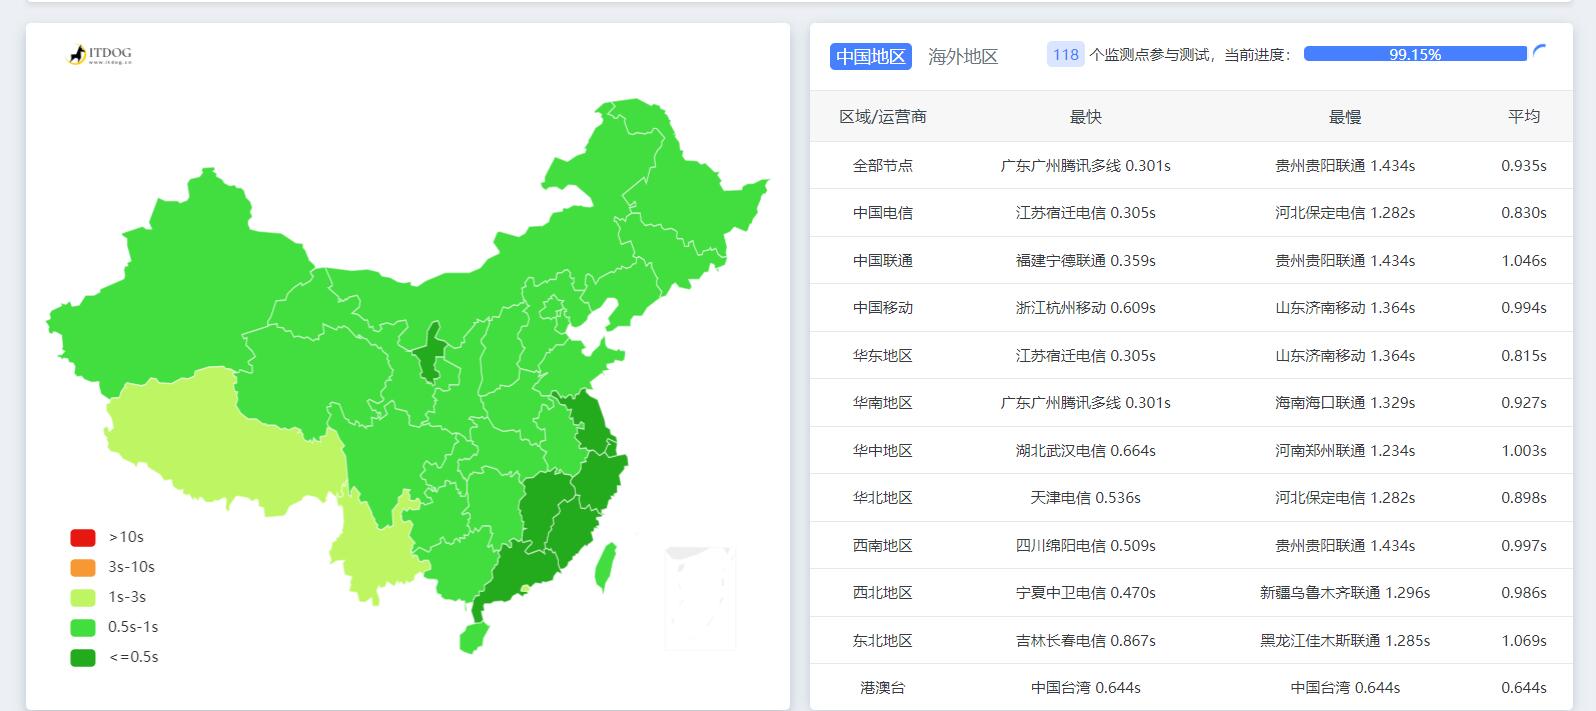 ITDOG
www.itdog.cn
>10s
3s-10s
1s-3s
0.5s-1s
<=0.5s
中国地区 海外地区 118 个监测点参与测试，当前进度： 99.15%
区域/运营商 最快 最慢 平均
全部节点 广东广州腾讯多线 0.301s 贵州贵阳联通 1.434s 0.935s
中国电信 江苏宿迁电信 0.305s 河北保定电信 1.282s 0.830s
中国联通 福建宁德联通 0.359s 贵州贵阳联通 1.434s 1.046s
中国移动 浙江杭州移动 0.609s 山东济南移动 1.364s 0.994s
华东地区 江苏宿迁电信 0.305s 山东济南移动 1.364s 0.815s
华南地区 广东广州腾讯多线 0.301s 海南海口联通 1.329s 0.927s
华中地区 湖北武汉电信 0.664s 河南郑州联通 1.234s 1.003s
华北地区 天津电信 0.536s 河北保定电信 1.282s 0.898s
西南地区 四川绵阳电信 0.509s 贵州贵阳联通 1.434s 0.997s
西北地区 宁夏中卫电信 0.470s 新疆乌鲁木齐联通 1.296s 0.986s
东北地区 吉林长春电信 0.867s 黑龙江佳木斯联通 1.285s 1.069s
港澳台 中国台湾 0.644s 中国台湾 0.644s 0.644s